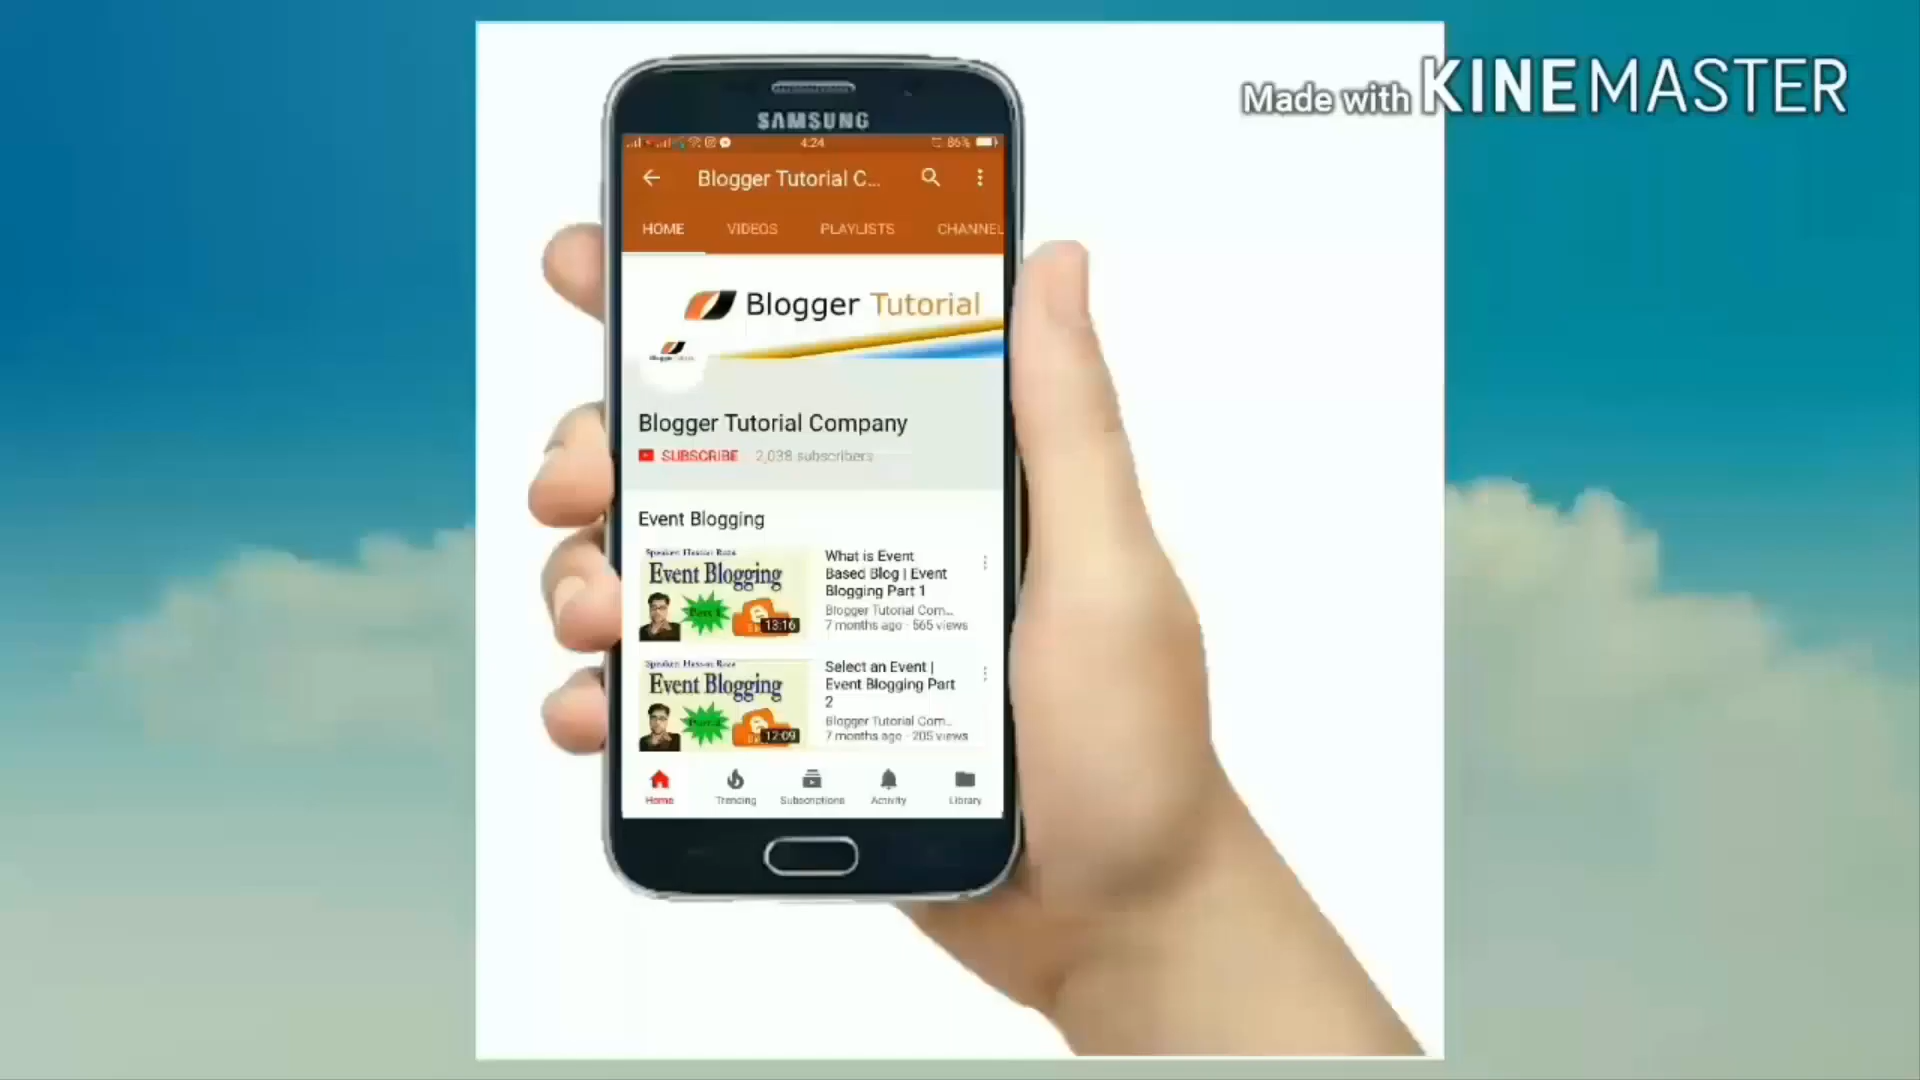 Made with KINEMASTER
SAMSUNG
4:24
86%
Blogger Tutorial C...
HOME VIDEOS PLAYLISTS CHANNEL
Blogger Tutorial
Blogger Tutorial Company
SUBSCRIBE 2,038 subscribers
Event Blogging
Event Blogging
13:16
What is Event
Based Blog | Event
Blogging Part 1
Blogger Tutorial Com...
7 months ago · 565 views
Event Blogging
12:09
Select an Event |
Event Blogging Part
2
Blogger Tutorial Com...
7 months ago · 205 views
Home Trending Subscriptions Activity Library